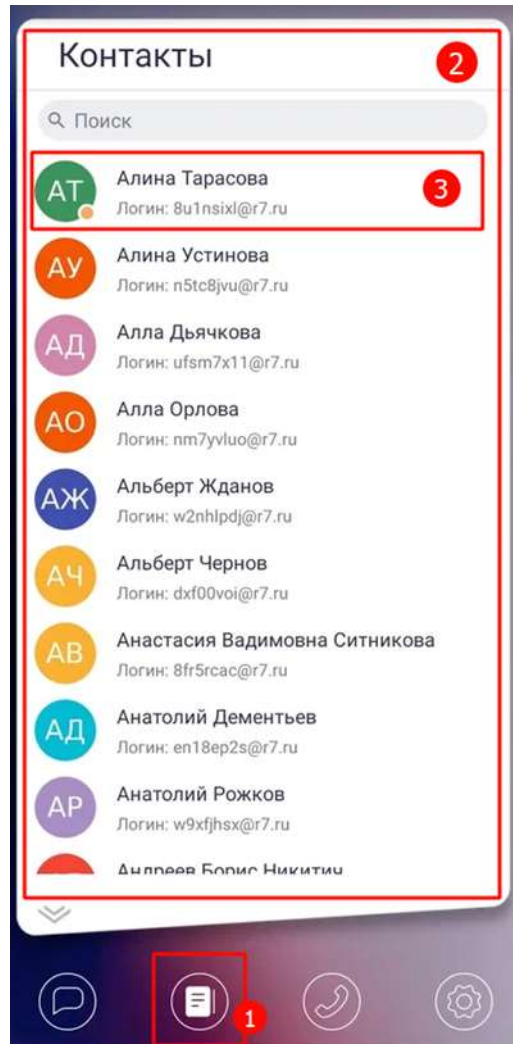 Контакты
2
Поиск
АТ
Алина Тарасова
3
Логин: 8u1nsixl@r7.ru
АУ
Алина Устинова
Логин: n5tc8jvu@r7.ru
АД
Алла Дьячкова
Логин: ufsm7x11@r7.ru
АО
Алла Орлова
Логин: nm7yvluo@r7.ru
АЖ
Альберт Жданов
Логин: w2nhlpdj@r7.ru
АЧ
Альберт Чернов
Логин: dxf00voi@r7.ru
АВ
Анастасия Вадимовна Ситникова
Логин: 8fr5rcac@r7.ru
АД
Анатолий Дементьев
Логин: en18ep2s@r7.ru
АР
Анатолий Рожков
Логин: w9xfjhsx@r7.ru
Андреев Борис Никитич
1